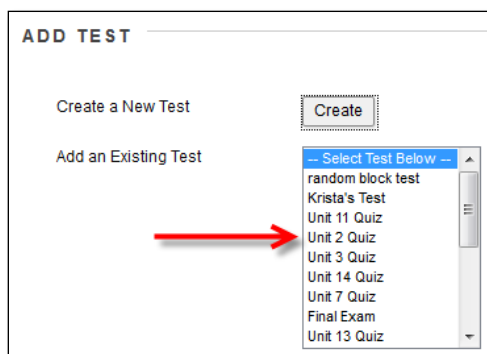 ADD TEST
Create a New Test Create
Add an Existing Test
-- Select Test Below --
random block test
Krista's Test
Unit 11 Quiz
Unit 2 Quiz
Unit 3 Quiz
Unit 14 Quiz
Unit 7 Quiz
Final Exam
Unit 13 Quiz